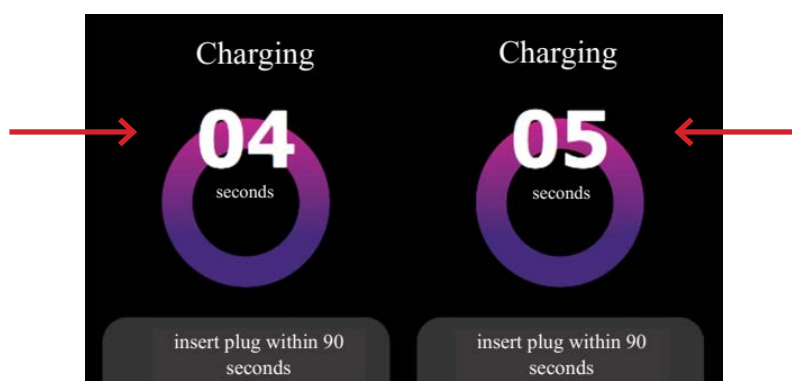 Charging
04
seconds
insert plug within 90
seconds
Charging
05
seconds
insert plug within 90
seconds